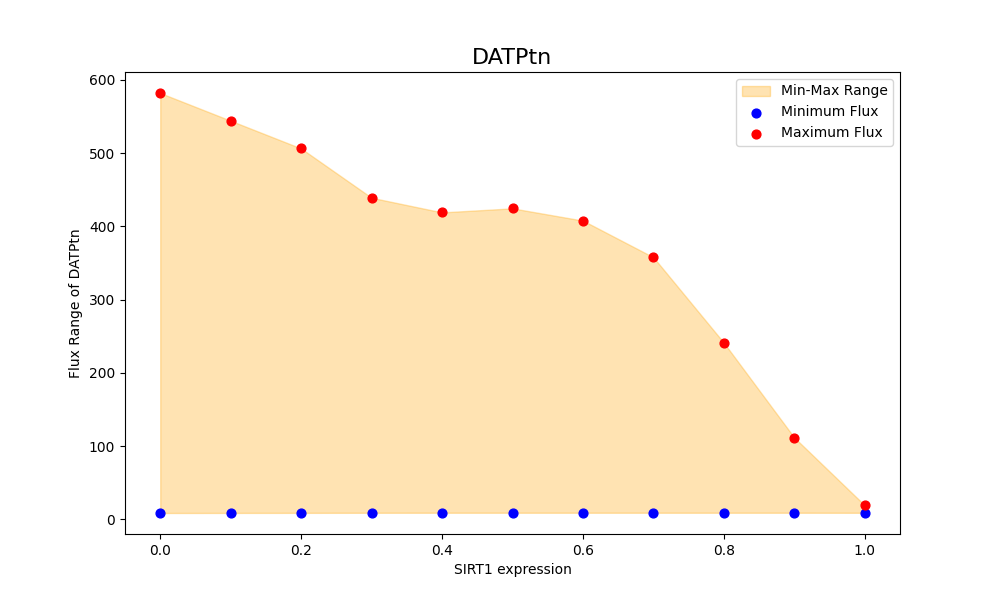 DATPtn
Min-Max Range
Minimum Flux
Maximum Flux
600
500
400
300
200
100
0
Flux Range of DATPtn
0.0 0.2 0.4 0.6 0.8 1.0
SIRT1 expression